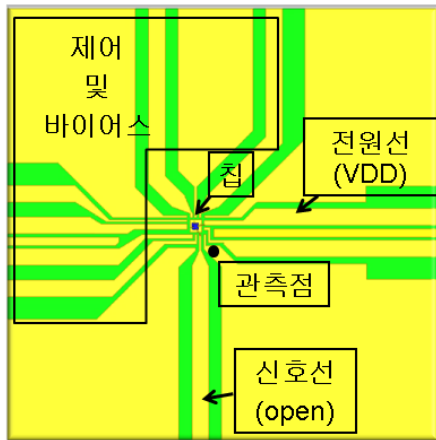 제어
및
바이어스
칩
전원선
(VDD)
관측점
신호선
(open)